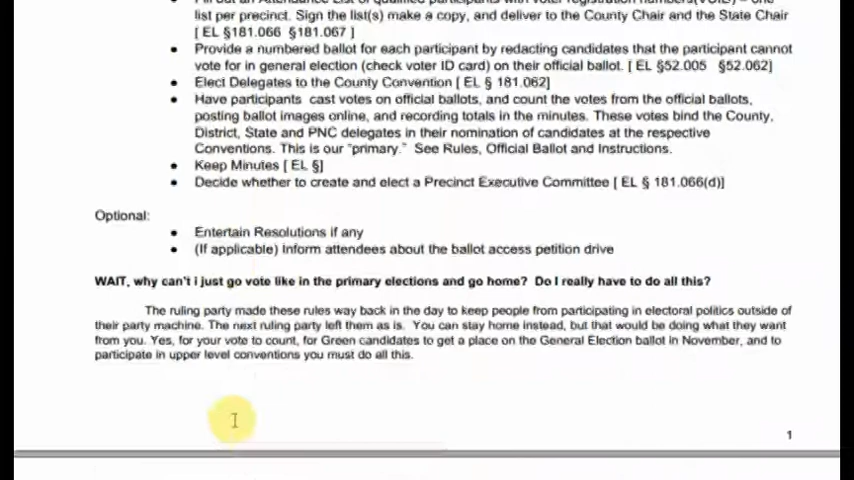 list per precinct. Sign the list(s) make a copy, and deliver to the County Chair and the State Chair
[ EL §181.066 §181.067 ]
• Provide a numbered ballot for each participant by redacting candidates that the participant cannot
vote for in general election (check voter ID card) on their official ballot. [ EL §52.005 §52.062]
• Elect Delegates to the County Convention [ EL § 181.062]
• Have participants cast votes on official ballots, and count the votes from the official ballots,
posting ballot images online, and recording totals in the minutes. These votes bind the County,
District, State and PNC delegates in their nomination of candidates at the respective
Conventions. This is our "primary." See Rules, Official Ballot and Instructions.
• Keep Minutes [ EL §]
• Decide whether to create and elect a Precinct Executive Committee [ EL § 181.066(d)]
Optional:
• Entertain Resolutions if any
• (If applicable) Inform attendees about the ballot access petition drive
WAIT, why can't i just go vote like in the primary elections and go home? Do I really have to do all this?
The ruling party made these rules way back in the day to keep people from participating in electoral politics outside of
their party machine. The next ruling party left them as is. You can stay home instead, but that would be doing what they want
from you. Yes, for your vote to count, for Green candidates to get a place on the General Election ballot in November, and to
participate in upper level conventions you must do all this.
1